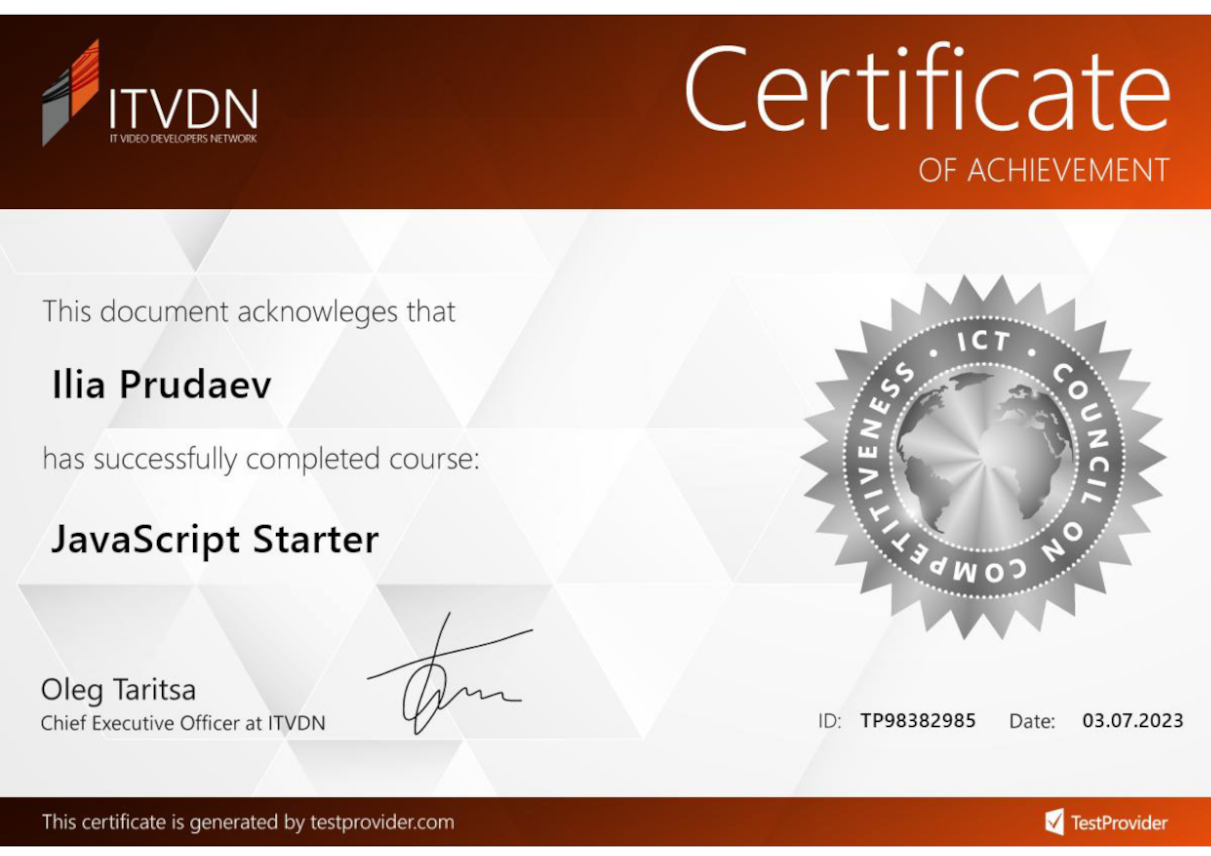 ITVDN
IT VIDEO DEVELOPERS NETWORK
Certificate
OF ACHIEVEMENT
This document acknowleges that
Ilia Prudaev
has successfully completed course:
JavaScript Starter
ICT • COUNCIL ON COMPETITIVENESS •
Oleg Taritsa
Chief Executive Officer at ITVDN
ID: TP98382985 Date: 03.07.2023
This certificate is generated by testprovider.com
TestProvider